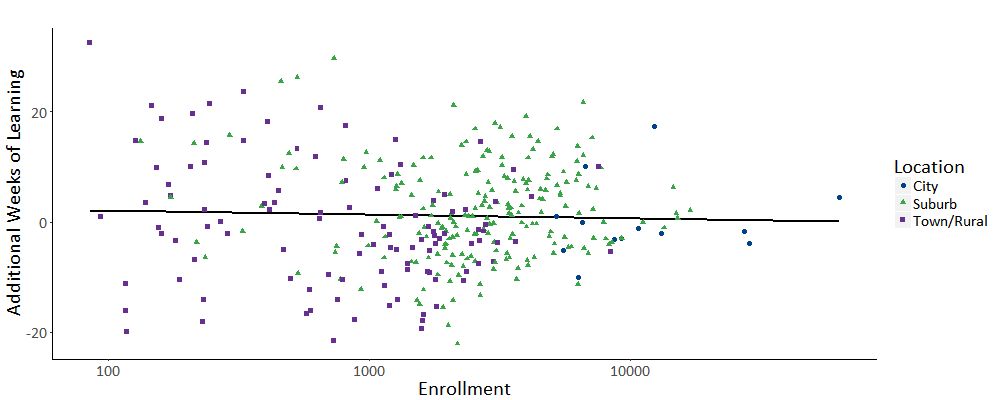 Additional Weeks of Learning
20
0
-20
100
1000
10000
Enrollment
Location
City
Suburb
Town/Rural